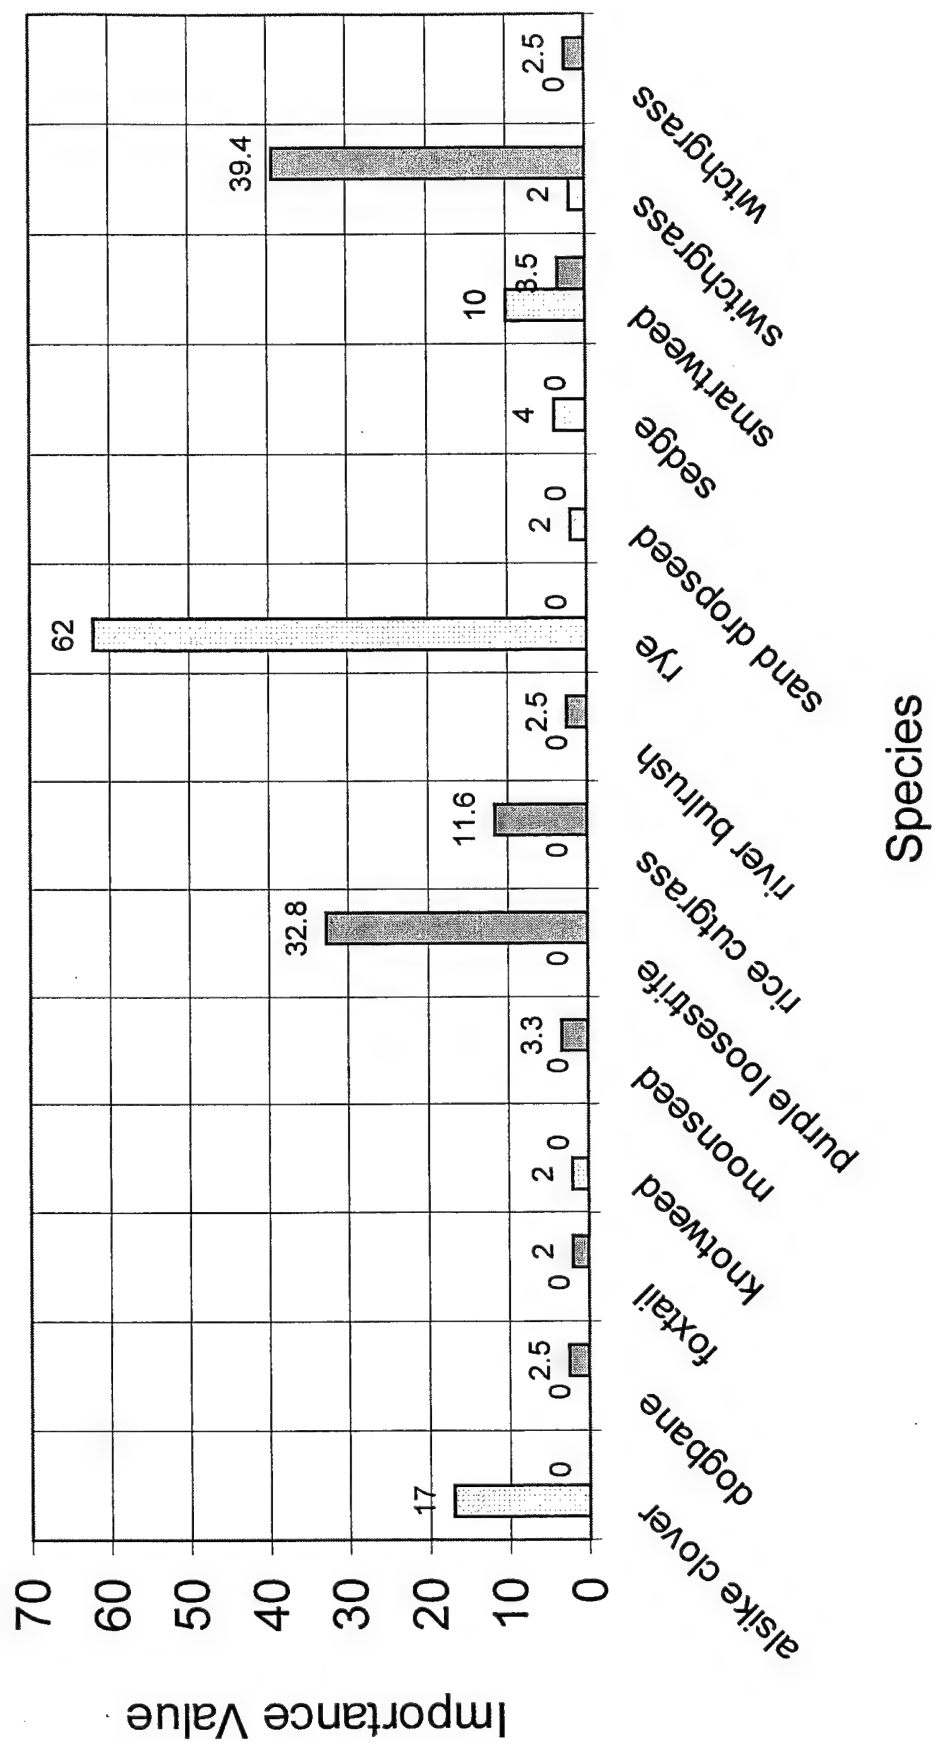 Importance Value
70
60
50
40
30
20
10
0
17 0
0 2.5
0 2
2 0
0 3.3
0 32.8
0 11.6
0 2.5
62 0
2 0
4 0
10 3.5
2 39.4
0 2.5
alsike clover
dogbane
foxtail
knotweed
moonseed
purple loosestrife
rice cutgrass
river bulrush
rye
sand dropseed
sedge
smartweed
switchgrass
witchgrass
Species